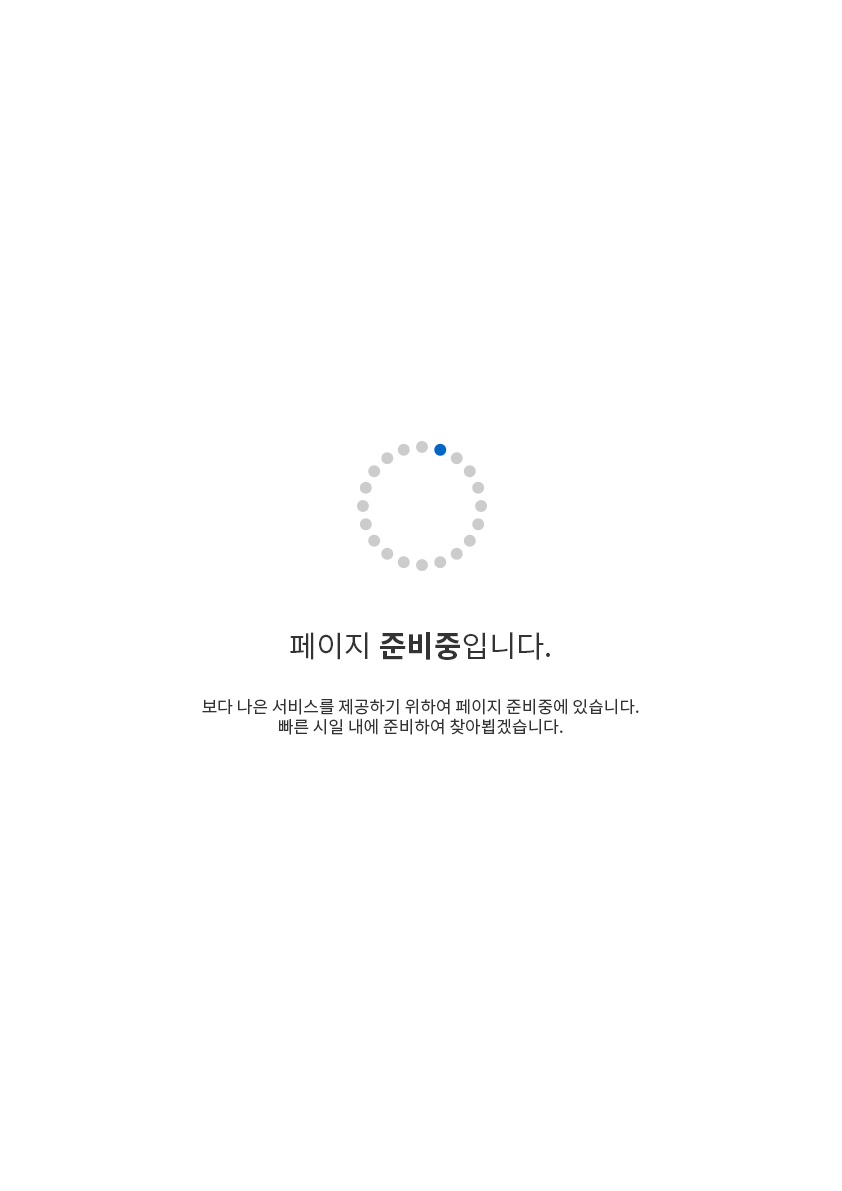 페이지 준비중입니다.
보다 나은 서비스를 제공하기 위하여 페이지 준비중에 있습니다.
빠른 시일 내에 준비하여 찾아뵙겠습니다.